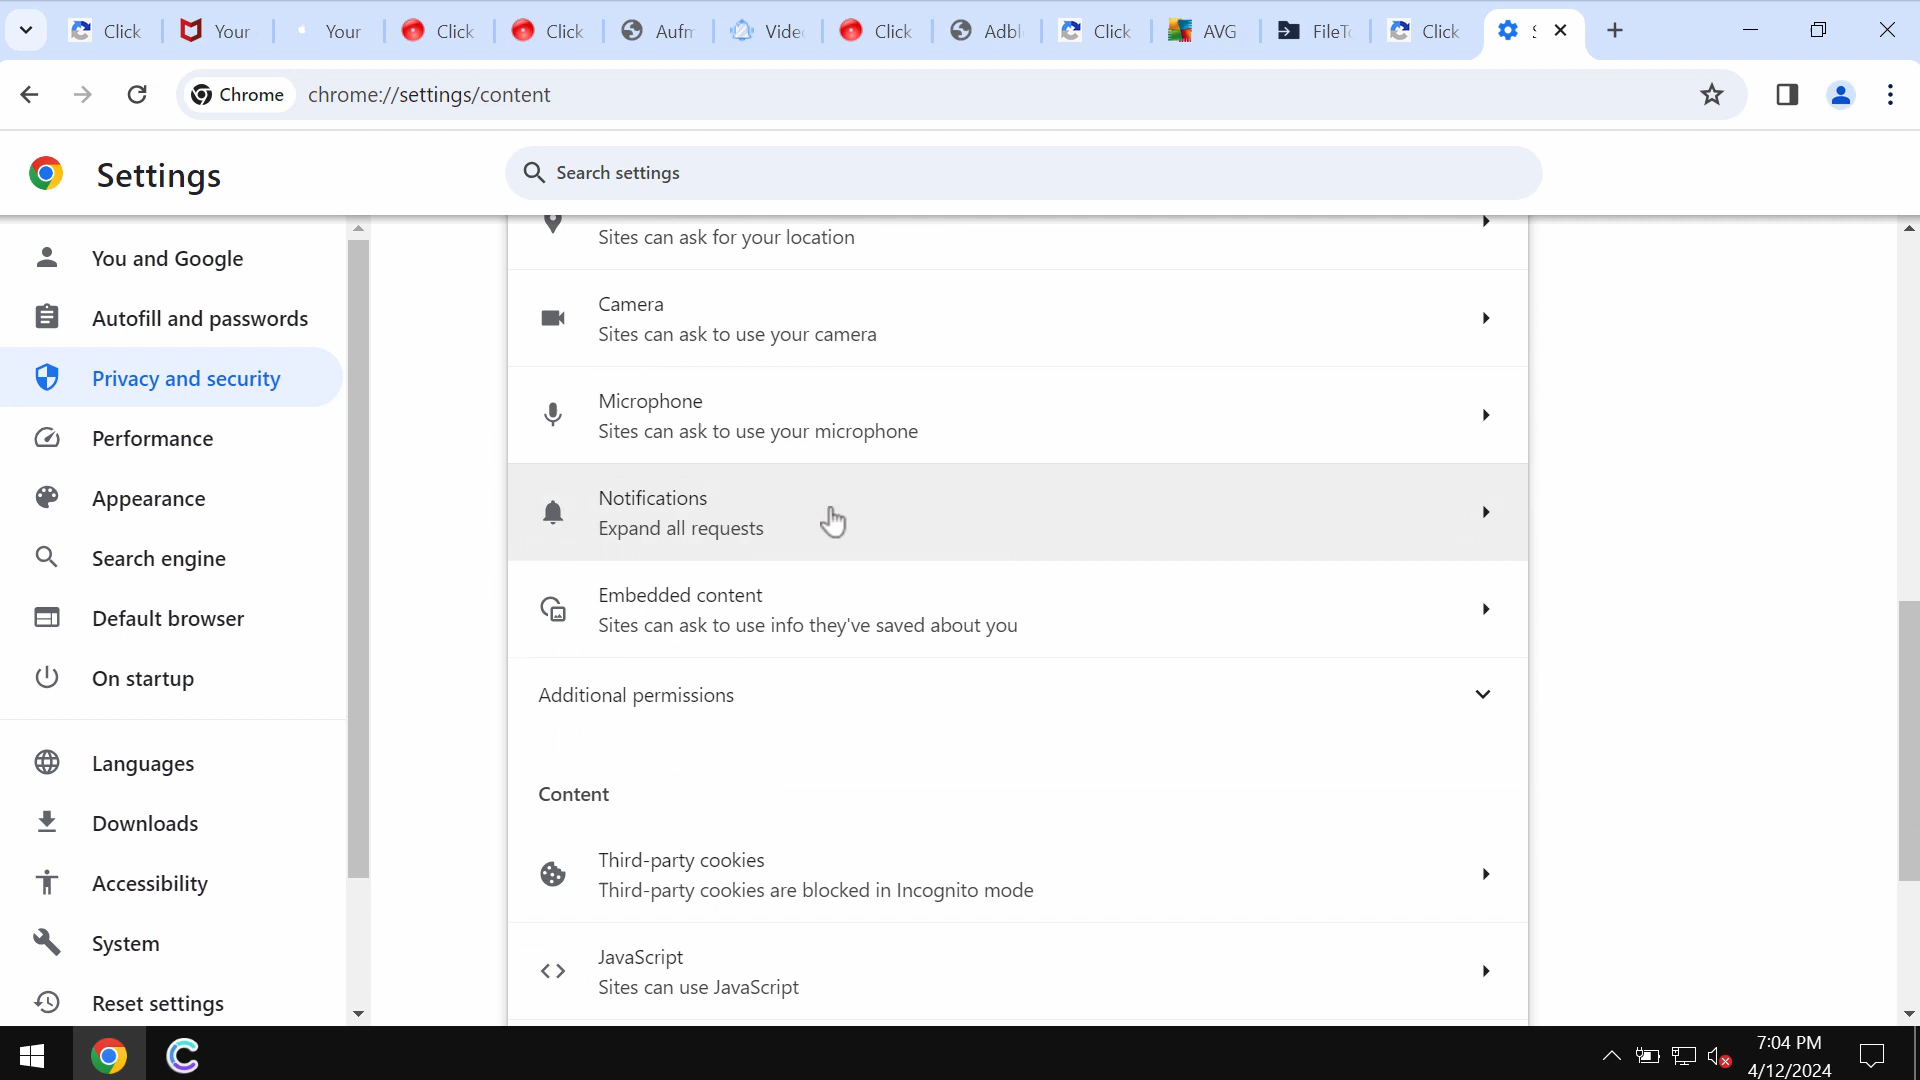 Click
Your
Your
Click
Click
Aufm
Vide
Click
Adbl
Click
AVG
FileTo
Click
S
Chrome
chrome://settings/content
Settings
Search settings
You and Google
Autofill and passwords
Privacy and security
Performance
Appearance
Search engine
Default browser
On startup
Languages
Downloads
Accessibility
System
Reset settings
Sites can ask for your location
Camera
Sites can ask to use your camera
Microphone
Sites can ask to use your microphone
Notifications
Expand all requests
Embedded content
Sites can ask to use info they've saved about you
Additional permissions
Content
Third-party cookies
Third-party cookies are blocked in Incognito mode
JavaScript
Sites can use JavaScript
7:04 PM
4/12/2024